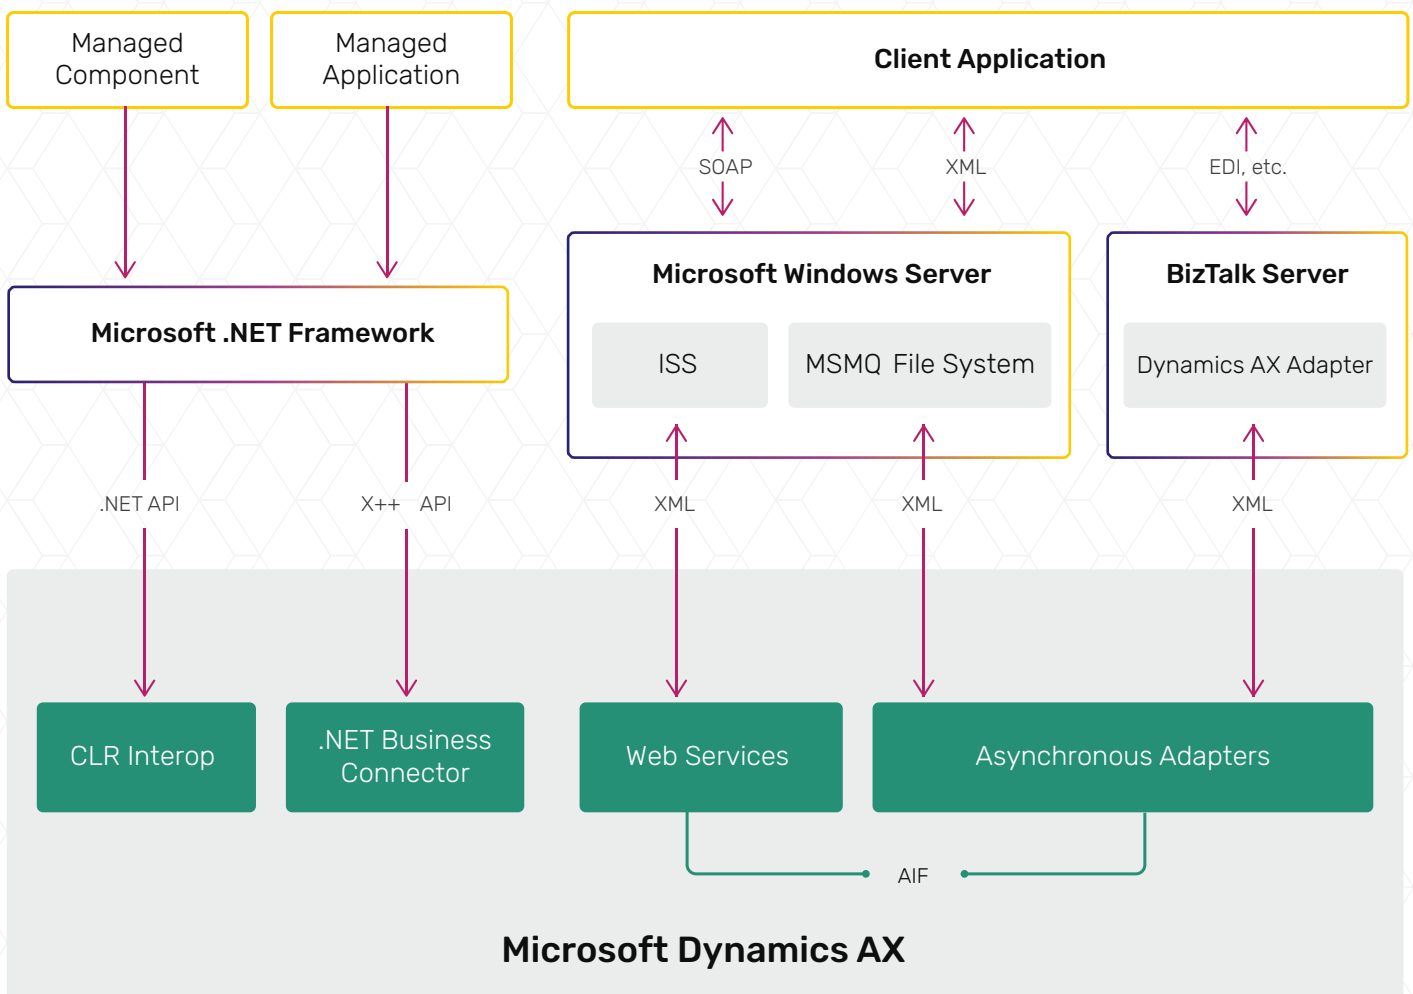 Managed
Component
Managed
Application
Client Application
SOAP
XML
EDI, etc.
Microsoft Windows Server
BizTalk Server
Microsoft .NET Framework
ISS
MSMQ File System
Dynamics AX Adapter
.NET API
X++ API
XML
XML
XML
CLR Interop
.NET Business
Connector
Web Services
Asynchronous Adapters
AIF
Microsoft Dynamics AX